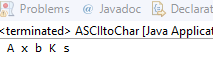 Problems @ Javadoc Declarat
<terminated> ASCIItoChar [Java Applicat
A x b K s